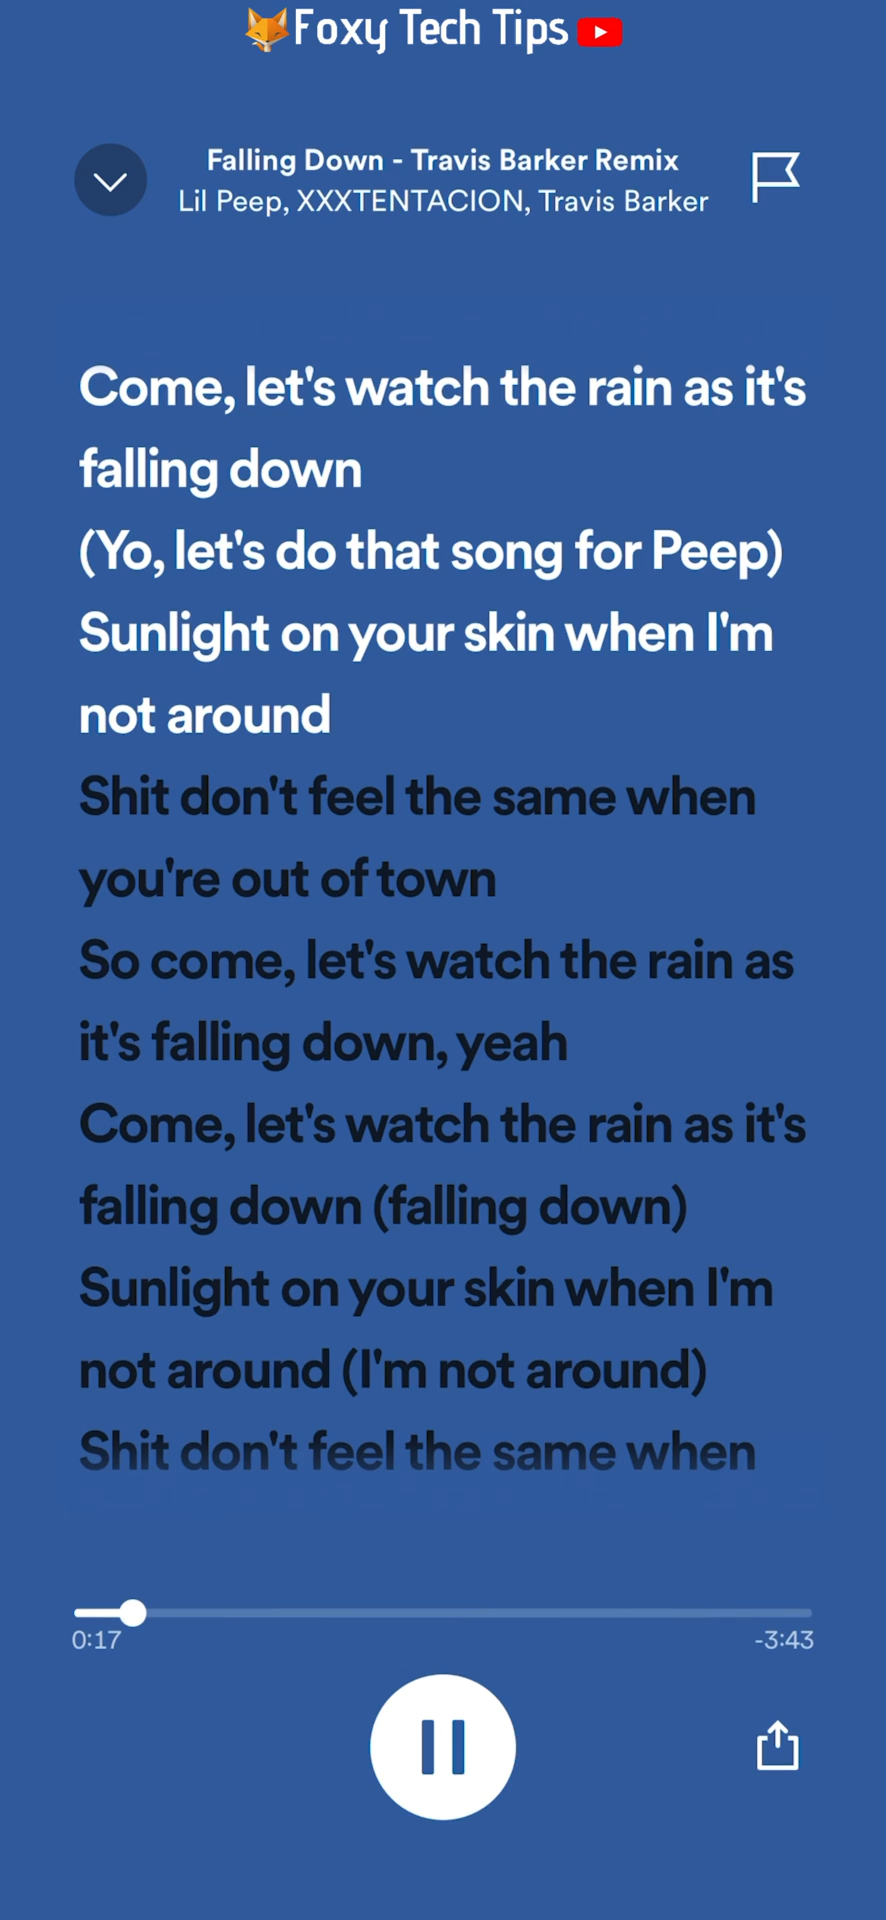 Foxy Tech Tips
Falling Down - Travis Barker Remix
Lil Peep, XXXTENTACION, Travis Barker
Come, let's watch the rain as it's
falling down
(Yo, let's do that song for Peep)
Sunlight on your skin when I'm
not around
Shit don't feel the same when
you're out of town
So come, let's watch the rain as
it's falling down, yeah
Come, let's watch the rain as it's
falling down (falling down)
Sunlight on your skin when I'm
not around (I'm not around)
Shit don't feel the same when
0:17
-3:43